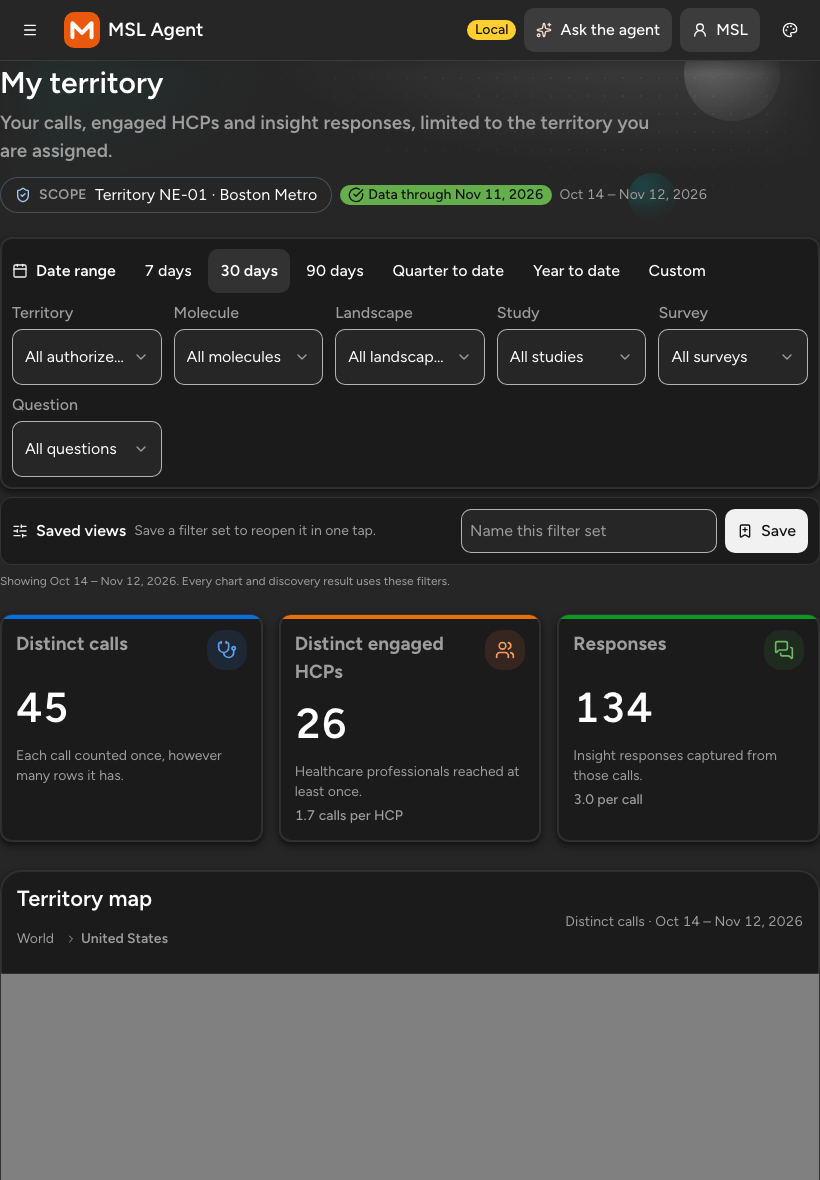 MSL Agent
Local
Ask the agent
MSL
My territory
Your calls, engaged HCPs and insight responses, limited to the territory you
are assigned.
SCOPE Territory NE-01 · Boston Metro
Data through Nov 11, 2026
Oct 14 – Nov 12, 2026
Date range
7 days
30 days
90 days
Quarter to date
Year to date
Custom
Territory
Molecule
Landscape
Study
Survey
All authorize...
All molecules
All landscap...
All studies
All surveys
Question
All questions
Saved views
Save a filter set to reopen it in one tap.
Name this filter set
Save
Showing Oct 14 – Nov 12, 2026. Every chart and discovery result uses these filters.
Distinct calls
45
Each call counted once, however
many rows it has.
Distinct engaged
HCPs
26
Healthcare professionals reached at
least once.
1.7 calls per HCP
Responses
134
Insight responses captured from
those calls.
3.0 per call
Territory map
World > United States
Distinct calls · Oct 14 – Nov 12, 2026